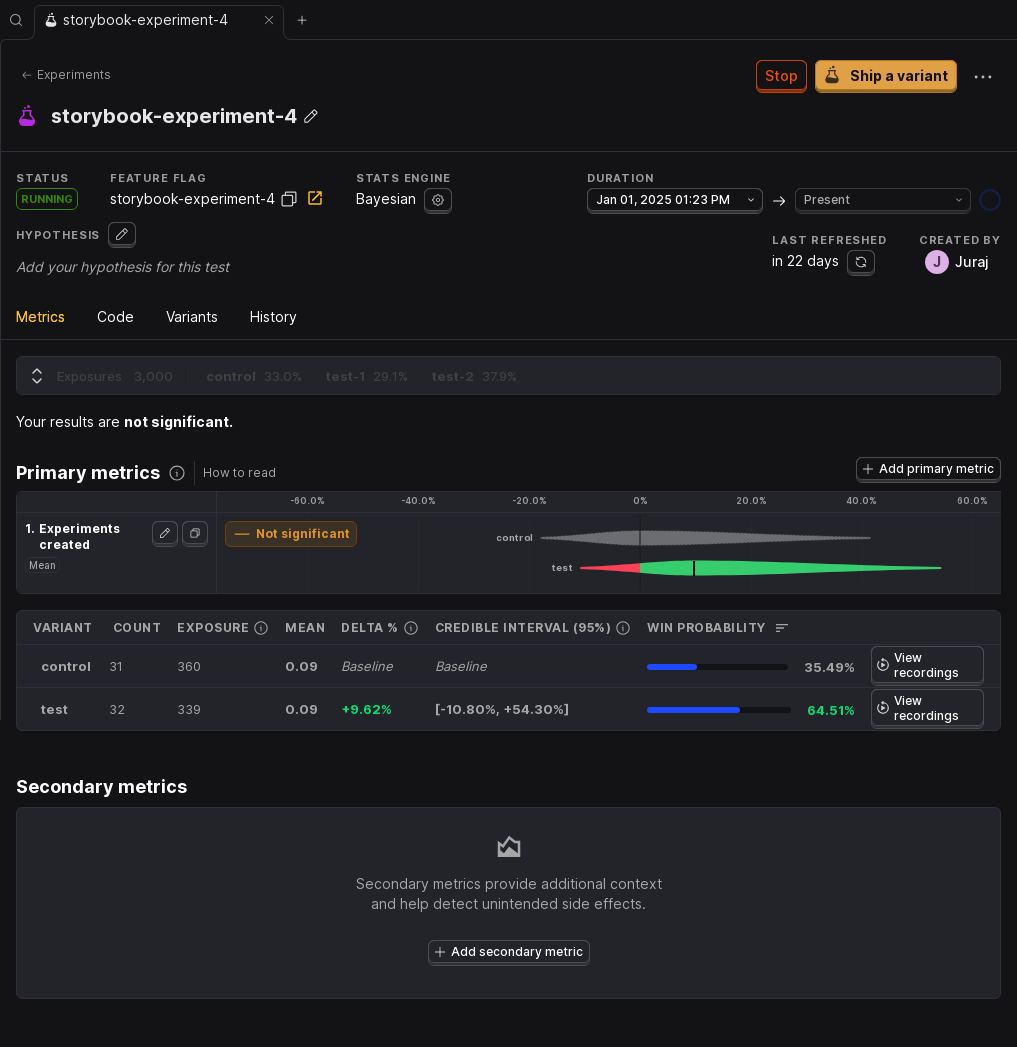 storybook-experiment-4
Experiments
Stop
Ship a variant
storybook-experiment-4
STATUS
FEATURE FLAG
STATS ENGINE
DURATION
RUNNING
storybook-experiment-4
Bayesian
Jan 01, 2025 01:23 PM
Present
HYPOTHESIS
LAST REFRESHED
CREATED BY
Add your hypothesis for this test
in 22 days
J Juraj
Metrics
Code
Variants
History
Exposures 3,000 control 33.0% test-1 29.1% test-2 37.9%
Your results are not significant.
Primary metrics
How to read
Add primary metric
-60.0% -40.0% -20.0% 0% 20.0% 40.0% 60.0%
1. Experiments
created
Mean
Not significant
control
test
VARIANT COUNT EXPOSURE MEAN DELTA % CREDIBLE INTERVAL (95%) WIN PROBABILITY
control 31 360 0.09 Baseline Baseline 35.49%
View
recordings
test 32 339 0.09 +9.62% [-10.80%, +54.30%] 64.51%
View
recordings
Secondary metrics
Secondary metrics provide additional context
and help detect unintended side effects.
Add secondary metric